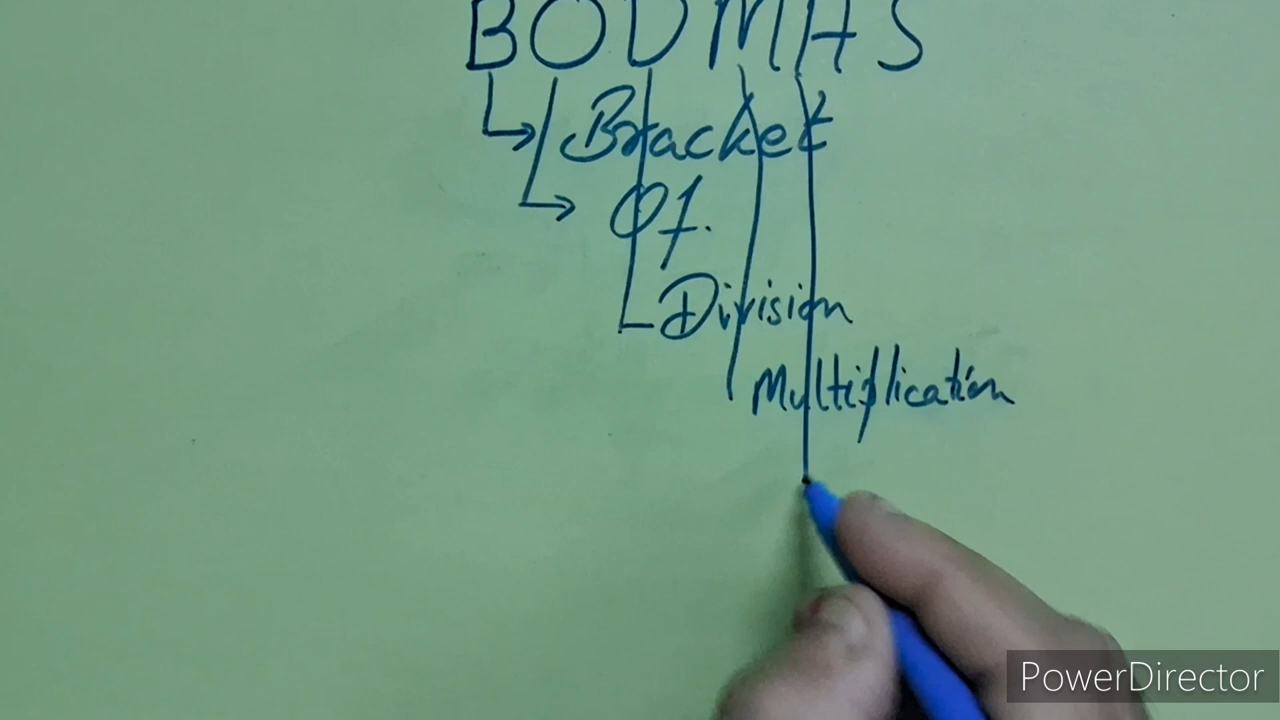 BODMAS
Bracket
Of.
Division
Multiplication
PowerDirector